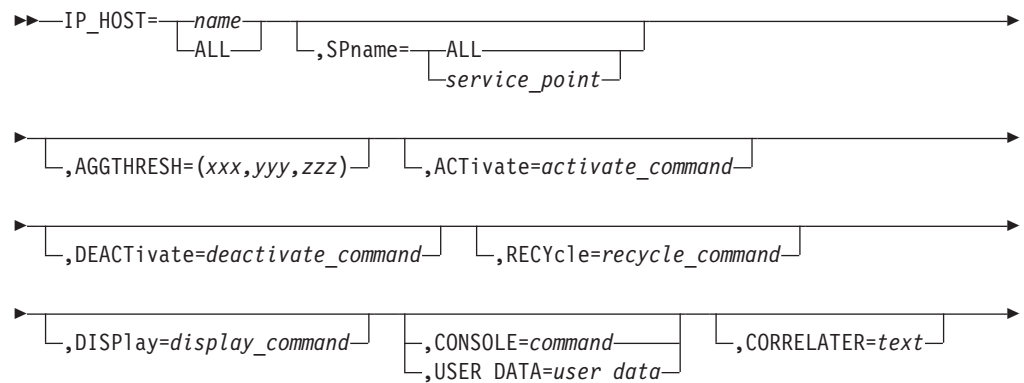 IP_HOST= name ,SPname= ALL
ALL service_point
,AGGTHRESH=(xxx,yyy,zzz) ,ACTivate=activate_command
,DEACTivate=deactivate_command ,RECYcle=recycle_command
,DISPlay=display_command ,CONSOLE=command ,CORRELATER=text
,USER DATA=user data